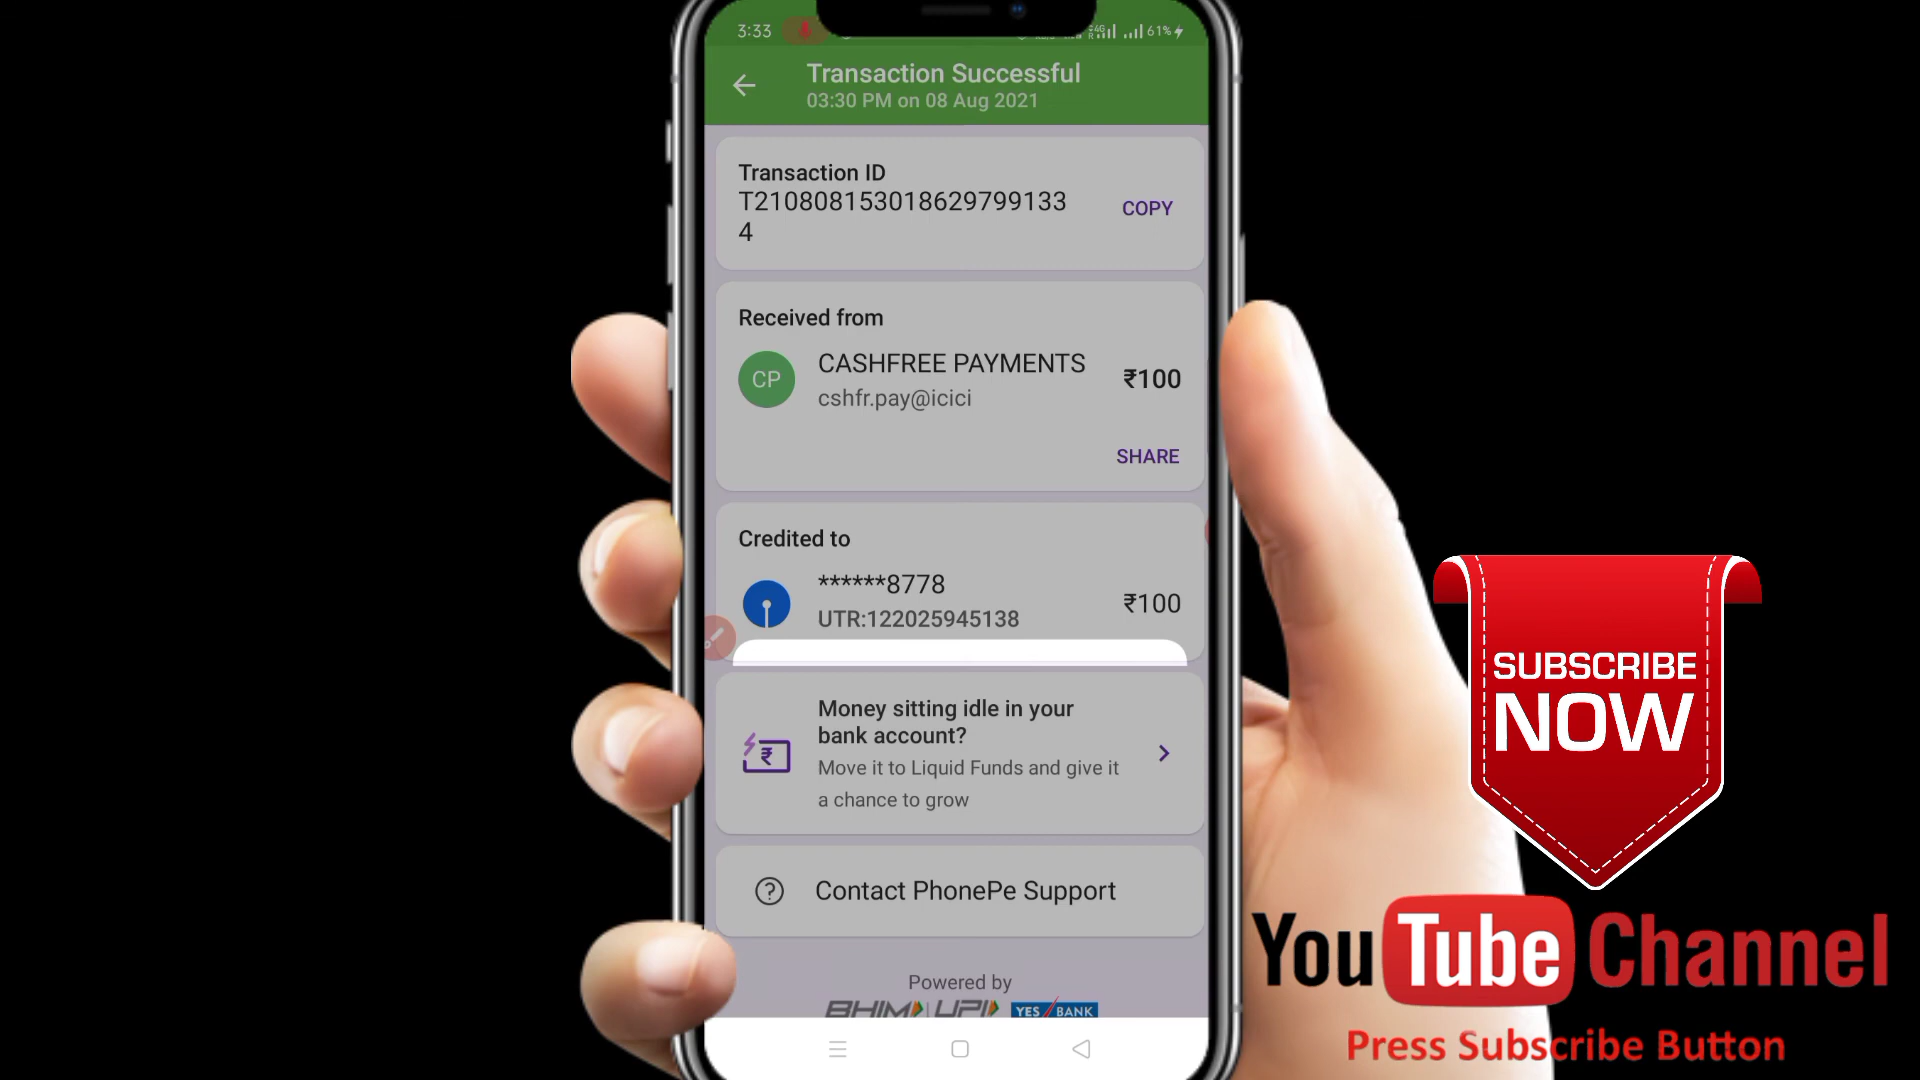 3:33
4G
R
61%
Transaction Successful
03:30 PM on 08 Aug 2021
Transaction ID
T210808153018629799133
4
COPY
Received from
CP
CASHFREE PAYMENTS
₹100
cshfr.pay@icici
SHARE
Credited to
******8778
₹100
UTR:122025945138
Money sitting idle in your
bank account?
Move it to Liquid Funds and give it
a chance to grow
Contact PhonePe Support
Powered by
BHIM UPI YES BANK
SUBSCRIBE
NOW
YouTube Channel
Press Subscribe Button